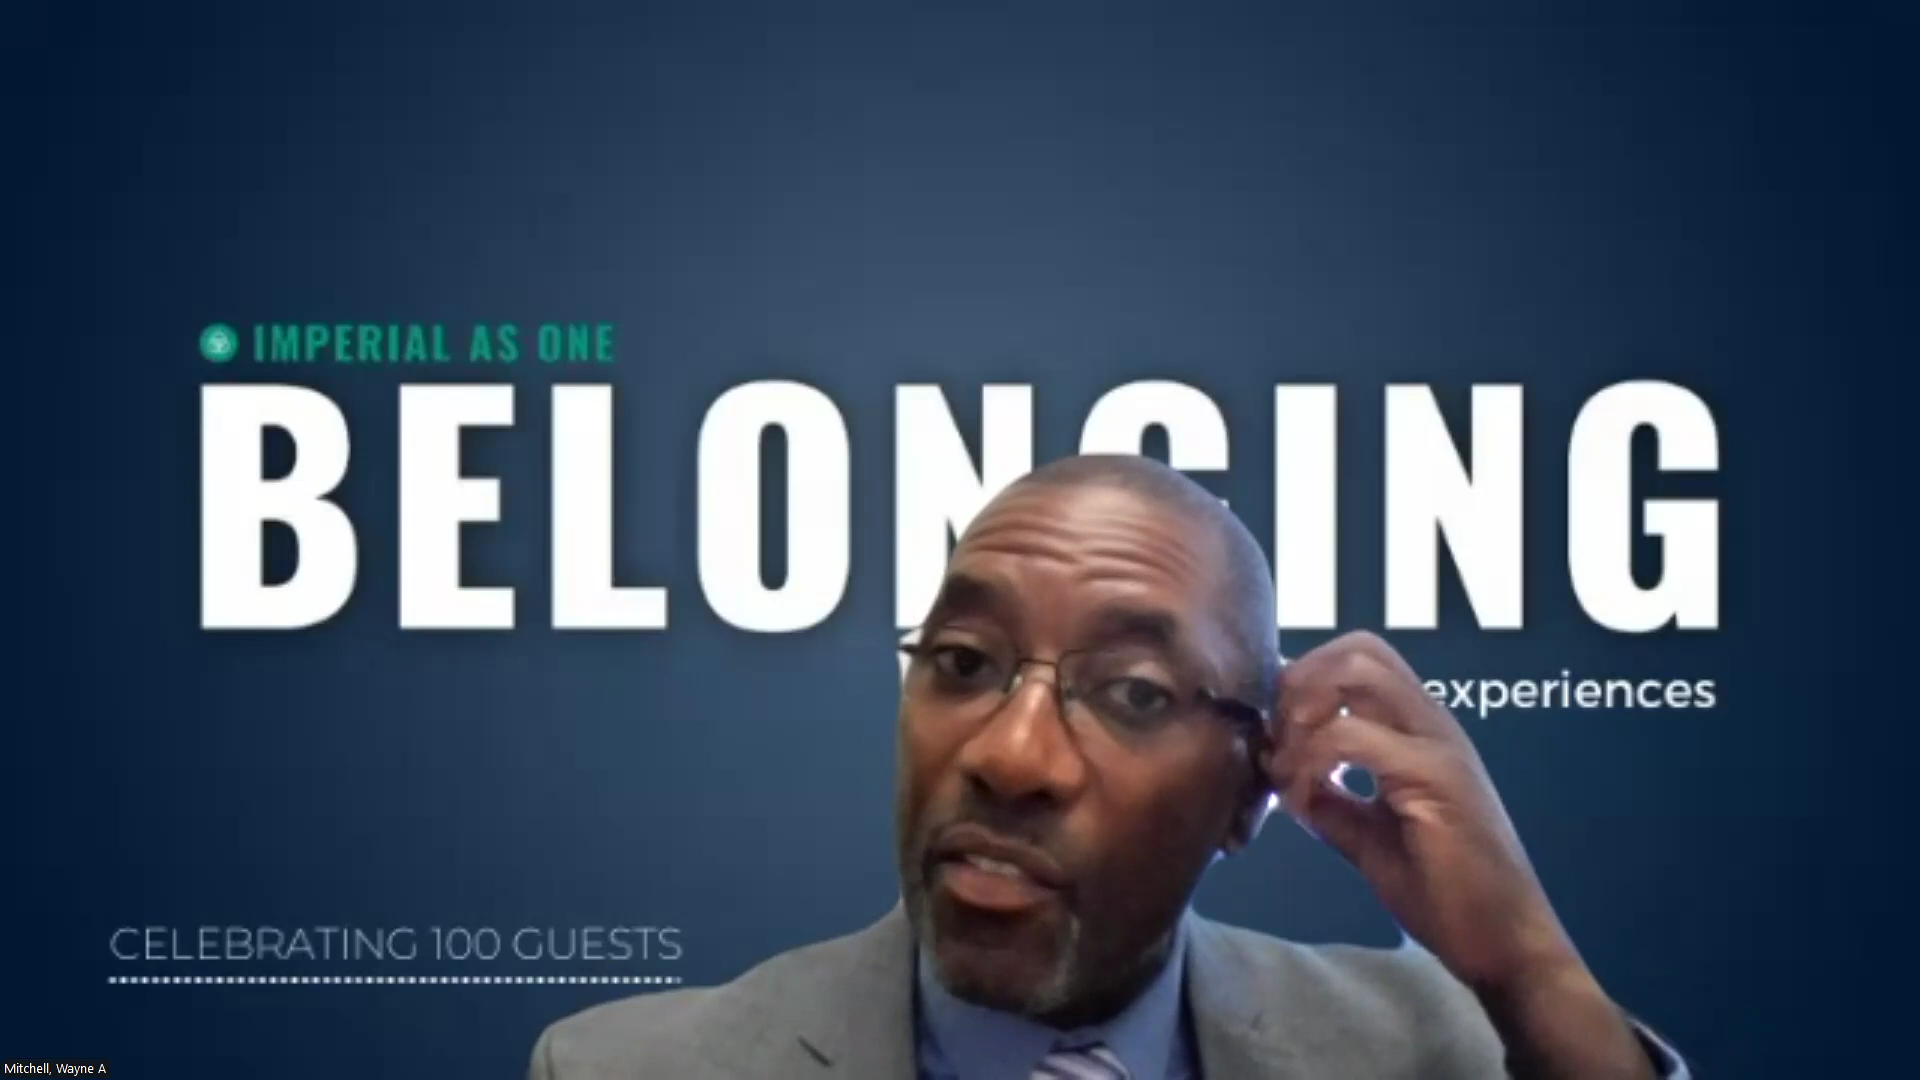 IMPERIAL AS ONE
BELONGING
experiences
CELEBRATING 100 GUESTS
Mitchell, Wayne A